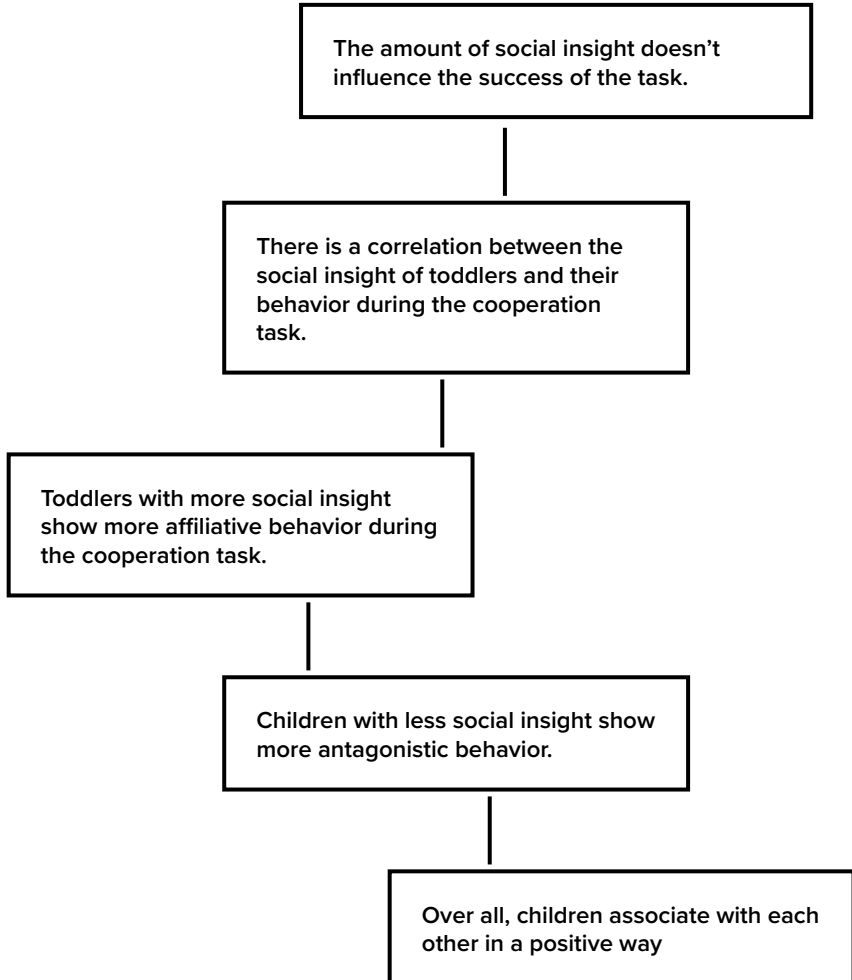 The amount of social insight doesn’t
influence the success of the task.
There is a correlation between the
social insight of toddlers and their
behavior during the cooperation
task.
Toddlers with more social insight
show more affiliative behavior during
the cooperation task.
Children with less social insight show
more antagonistic behavior.
Over all, children associate with each
other in a positive way